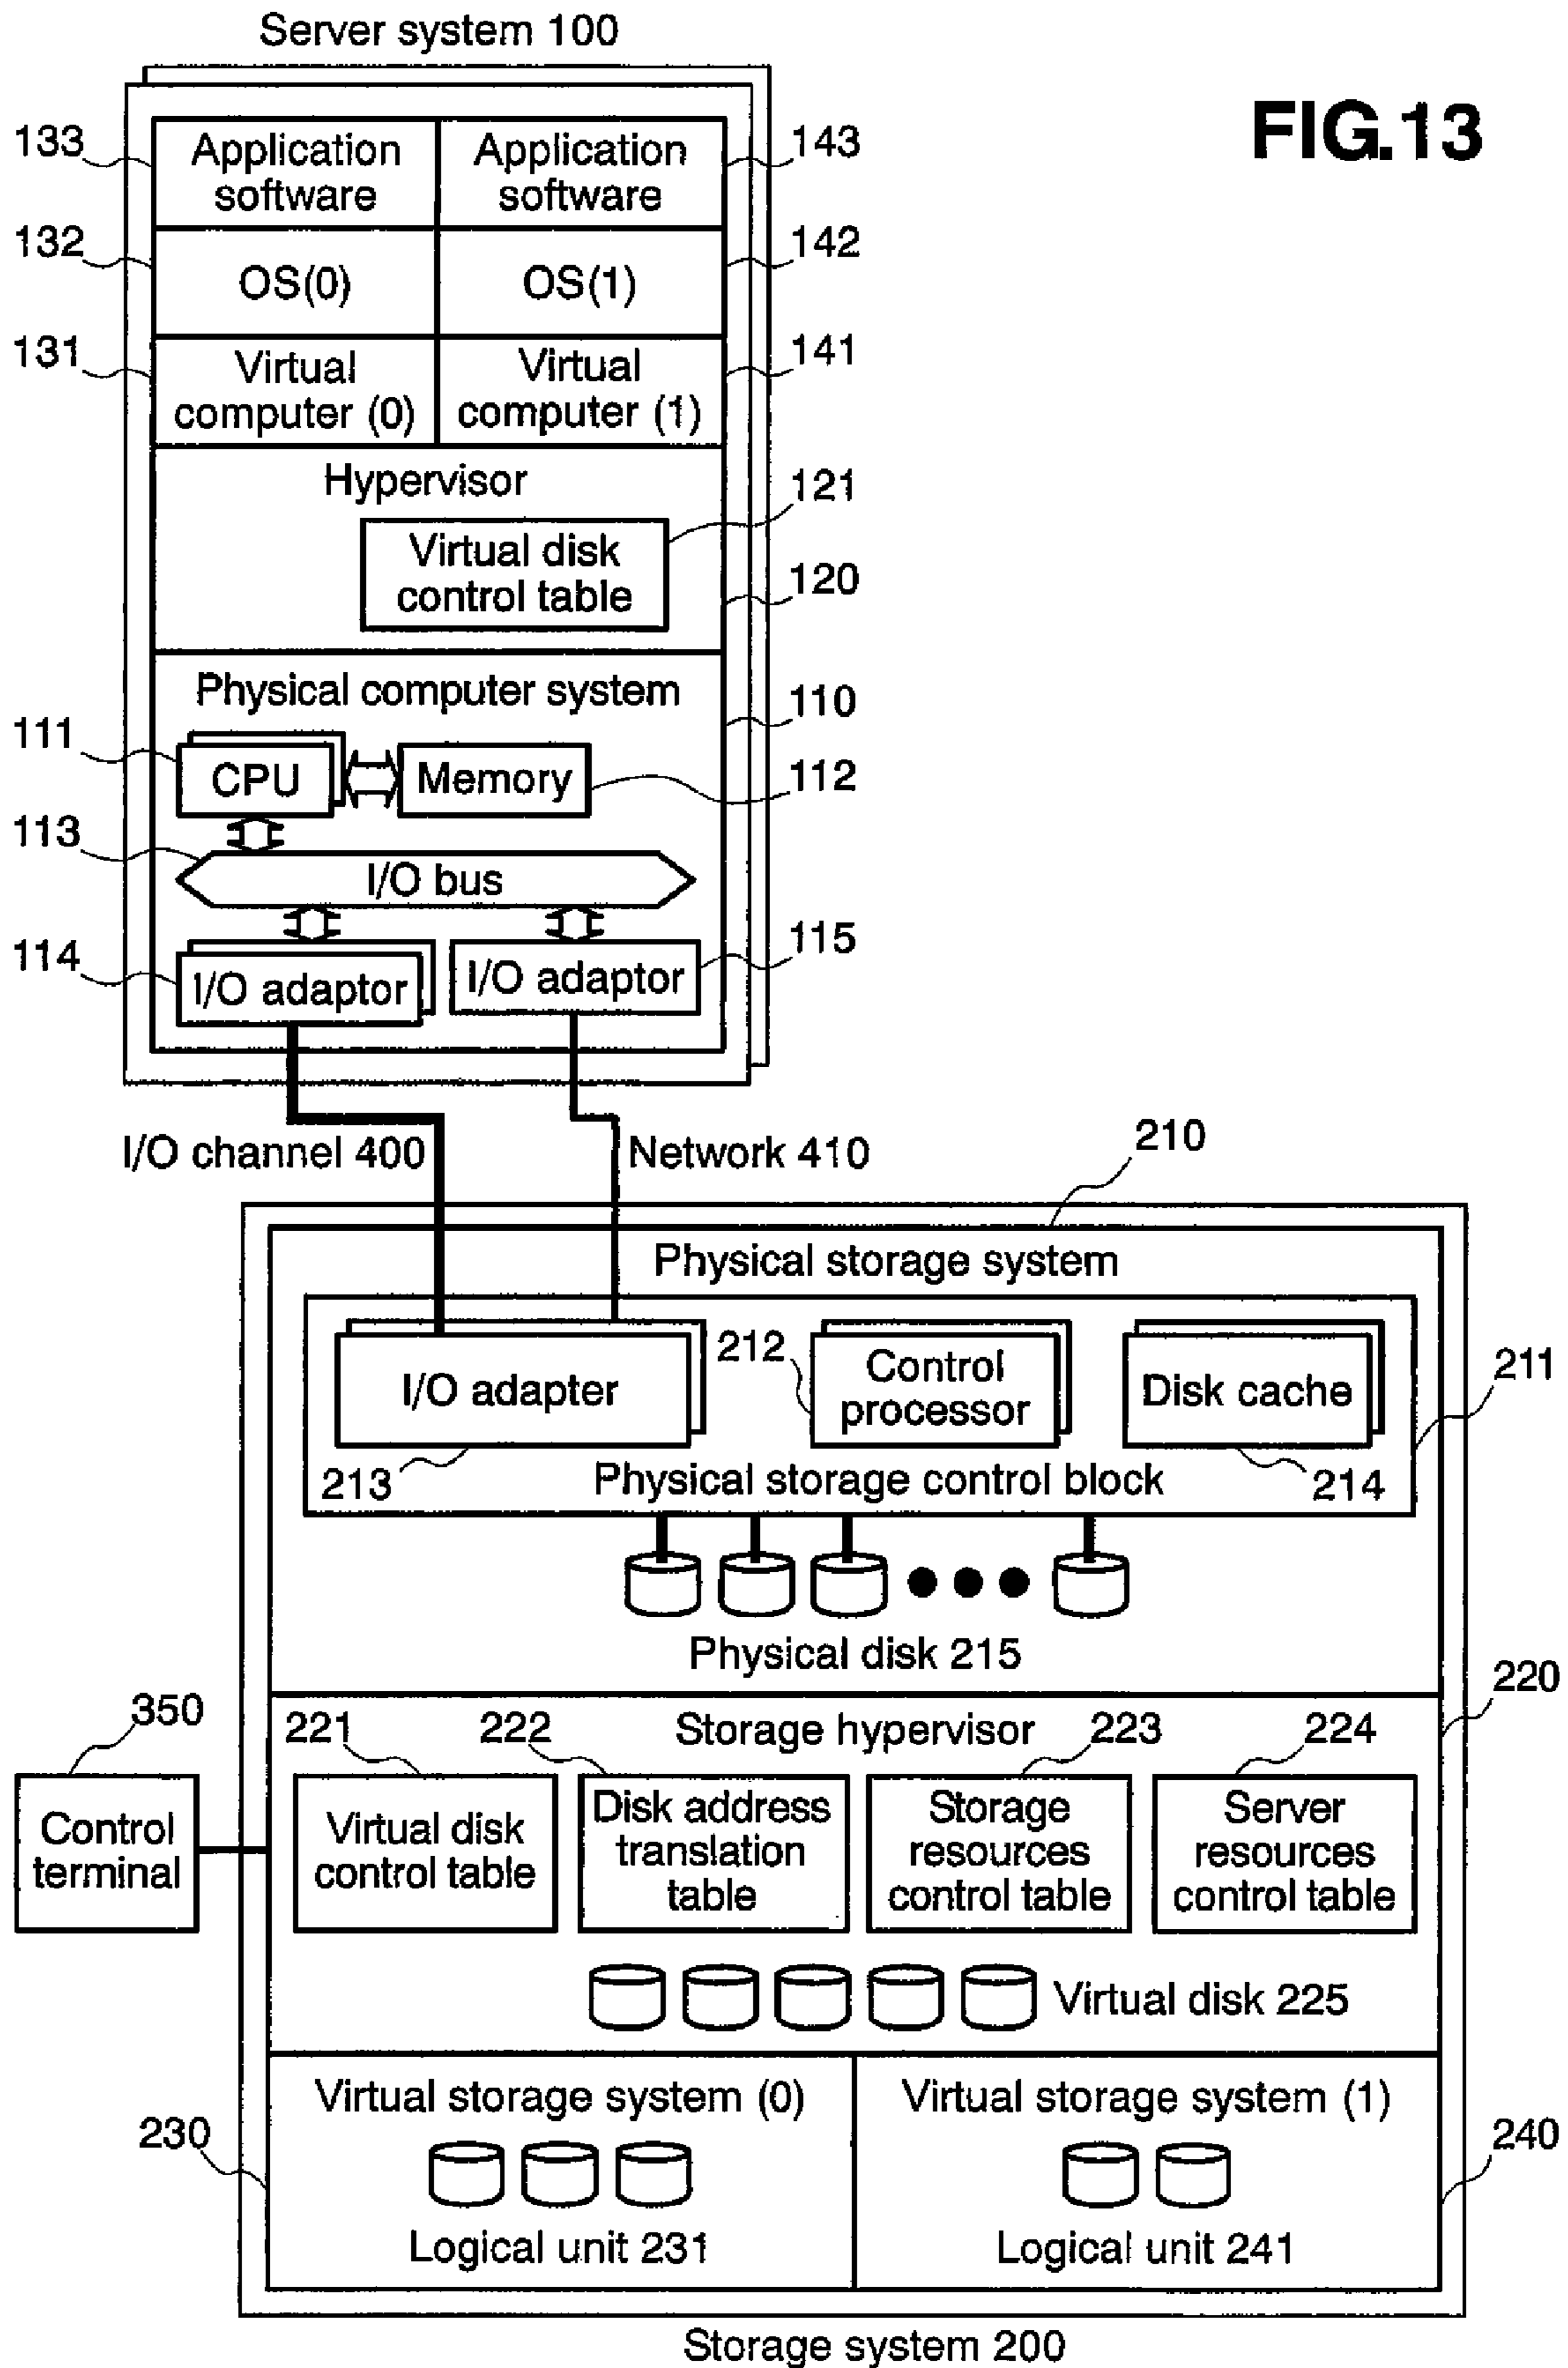 Server system 100
FIG.13
133
Application
software
Application
software
143
132
OS(0)
OS(1)
142
131
Virtual
computer (0)
Virtual
computer (1)
141
Hypervisor
121
Virtual disk
control table
120
Physical computer system
110
111
CPU
Memory
112
113
I/O bus
114
I/O adaptor
I/O adaptor
115
I/O channel 400
Network 410
210
Physical storage system
I/O adapter
213
212
Control
processor
Disk cache
214
211
Physical storage control block
Physical disk 215
220
Storage hypervisor
350
Control
terminal
221
Virtual disk
control table
222
Disk address
translation
table
223
Storage
resources
control table
224
Server
resources
control table
Virtual disk 225
Virtual storage system (0)
Virtual storage system (1)
230
240
Logical unit 231
Logical unit 241
Storage system 200